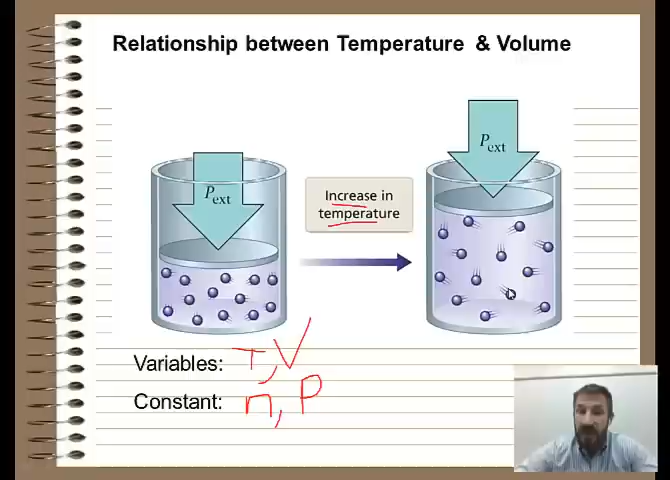 Relationship between Temperature & Volume
Pext
Increase in
temperature
Pext
Variables: T, V
Constant: n, P